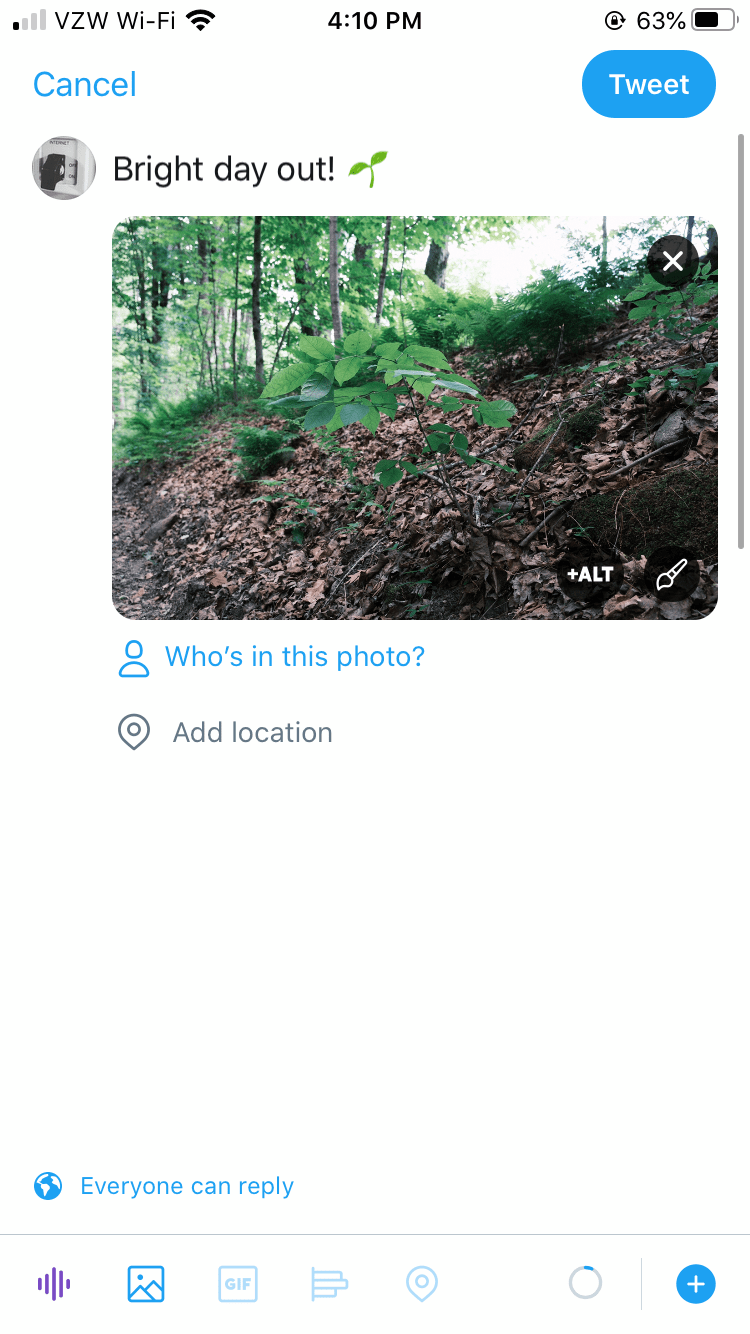 VZW Wi-Fi 4:10 PM 63%
Cancel Tweet
Bright day out! 🌱
+ALT
Who's in this photo?
Add location
Everyone can reply
GIF